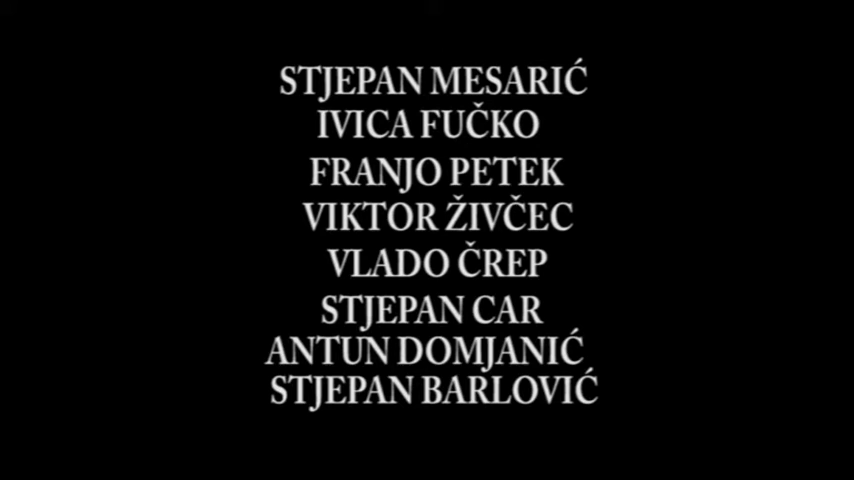 STJEPAN MESARIĆ
IVICA FUČKO
FRANJO PETEK
VIKTOR ŽIVČEC
VLADO ČREP
STJEPAN CAR
ANTUN DOMJANIĆ
STJEPAN BARLOVIĆ